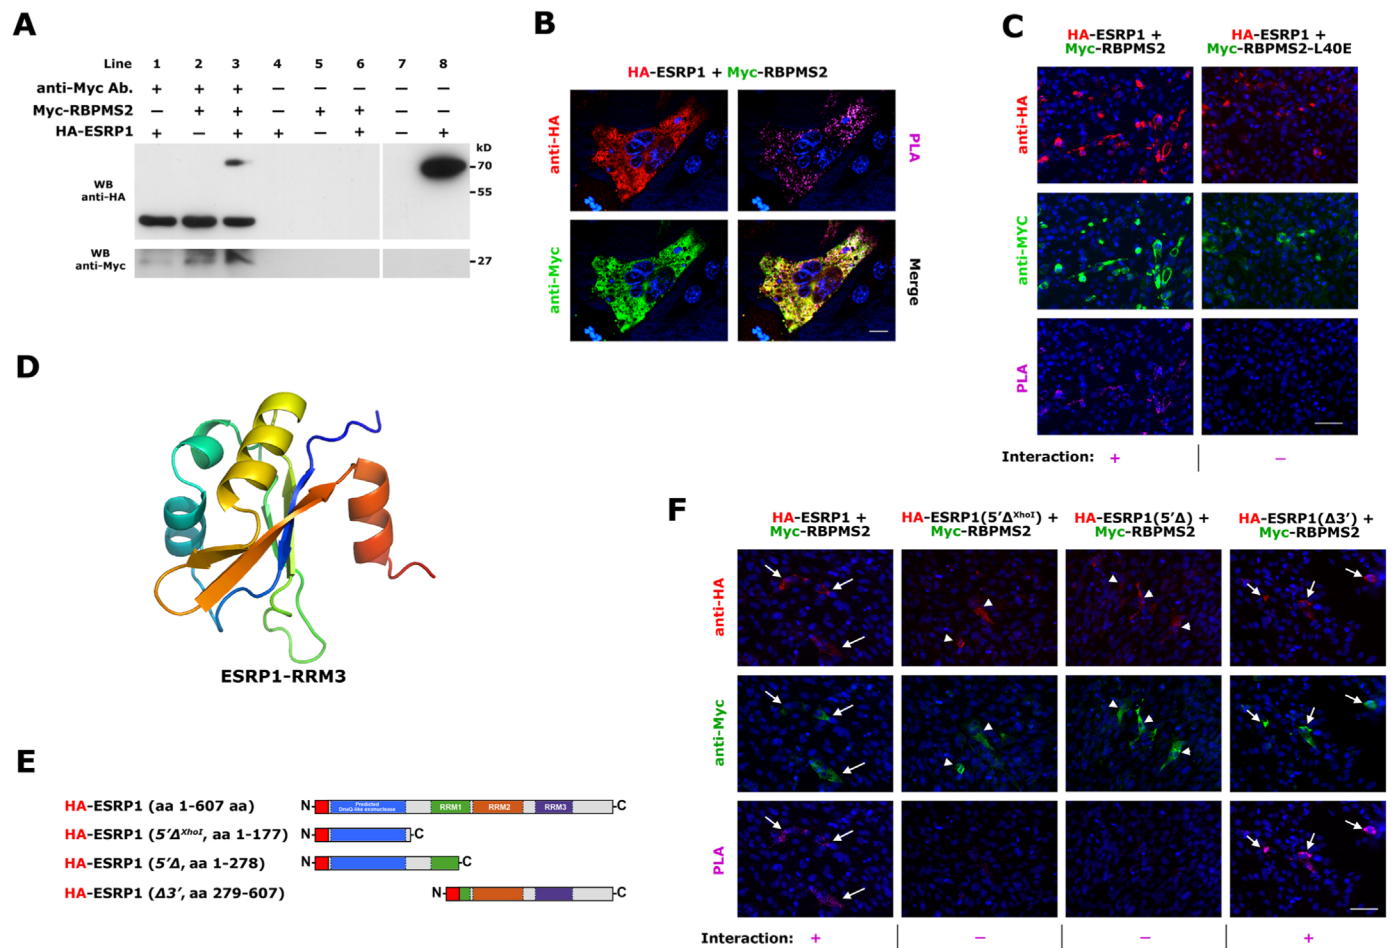 A
Line 1 2 3 4 5 6 7 8
anti-Myc Ab. + + + – – – – –
Myc-RBPMS2 – + + – + + – –
HA-ESRP1 + – + + – + – +
kD
70
55
WB
anti-HA
WB
anti-Myc
27
B
HA-ESRP1 + Myc-RBPMS2
anti-HA
PLA
anti-Myc
Merge
C
HA-ESRP1 +
Myc-RBPMS2
HA-ESRP1 +
Myc-RBPMS2-L40E
anti-HA
anti-MYC
PLA
Interaction: + –
D
ESRP1-RRM3
E
HA-ESRP1 (aa 1-607 aa)
N- Predicted
DnaQ-like exonuclease
RRM1 RRM2 RRM3 -C
HA-ESRP1 (5′Δ^XhoI, aa 1-177)
N- -C
HA-ESRP1 (5′Δ, aa 1-278)
N- -C
HA-ESRP1 (Δ3′, aa 279-607)
N- -C
F
HA-ESRP1 +
Myc-RBPMS2
HA-ESRP1(5′Δ^XhoI) +
Myc-RBPMS2
HA-ESRP1(5′Δ) +
Myc-RBPMS2
HA-ESRP1(Δ3′) +
Myc-RBPMS2
anti-HA
anti-Myc
PLA
Interaction: + – – +